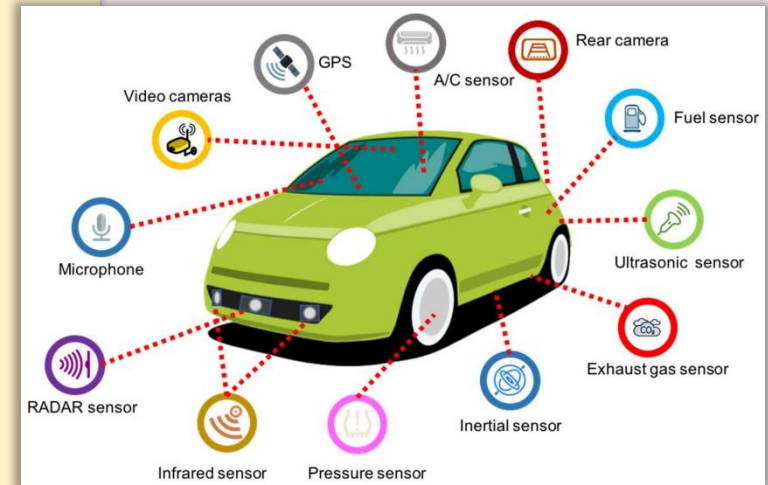 GPS
A/C sensor
Rear camera
Video cameras
Fuel sensor
Microphone
Ultrasonic sensor
CO₂
Exhaust gas sensor
RADAR sensor
Inertial sensor
Infrared sensor
Pressure sensor